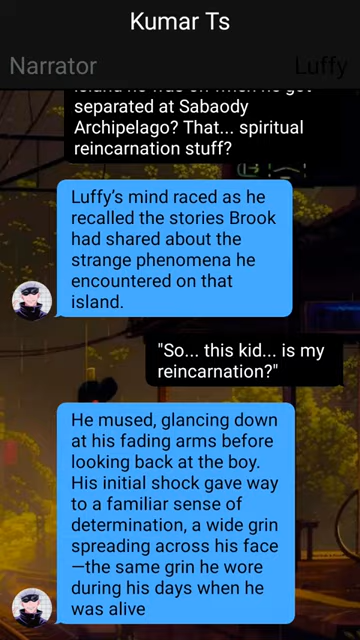 Kumar Ts
Narrator
Luffy
separated at Sabaody
Archipelago? That... spiritual
reincarnation stuff?
Luffy's mind raced as he
recalled the stories Brook
had shared about the
strange phenomena he
encountered on that
island.
"So... this kid... is my
reincarnation?"
He mused, glancing down
at his fading arms before
looking back at the boy.
His initial shock gave way
to a familiar sense of
determination, a wide grin
spreading across his face
—the same grin he wore
during his days when he
was alive